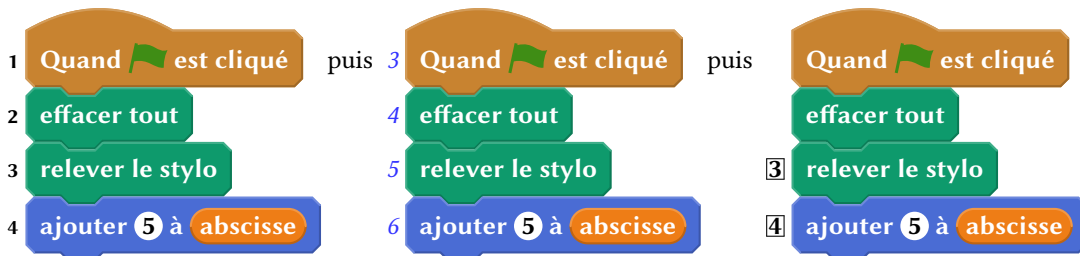 1 Quand est cliqué puis 3 Quand est cliqué puis Quand est cliqué
2 effacer tout 4 effacer tout effacer tout
3 relever le stylo 5 relever le stylo 3 relever le stylo
4 ajouter 5 à abscisse 6 ajouter 5 à abscisse 4 ajouter 5 à abscisse